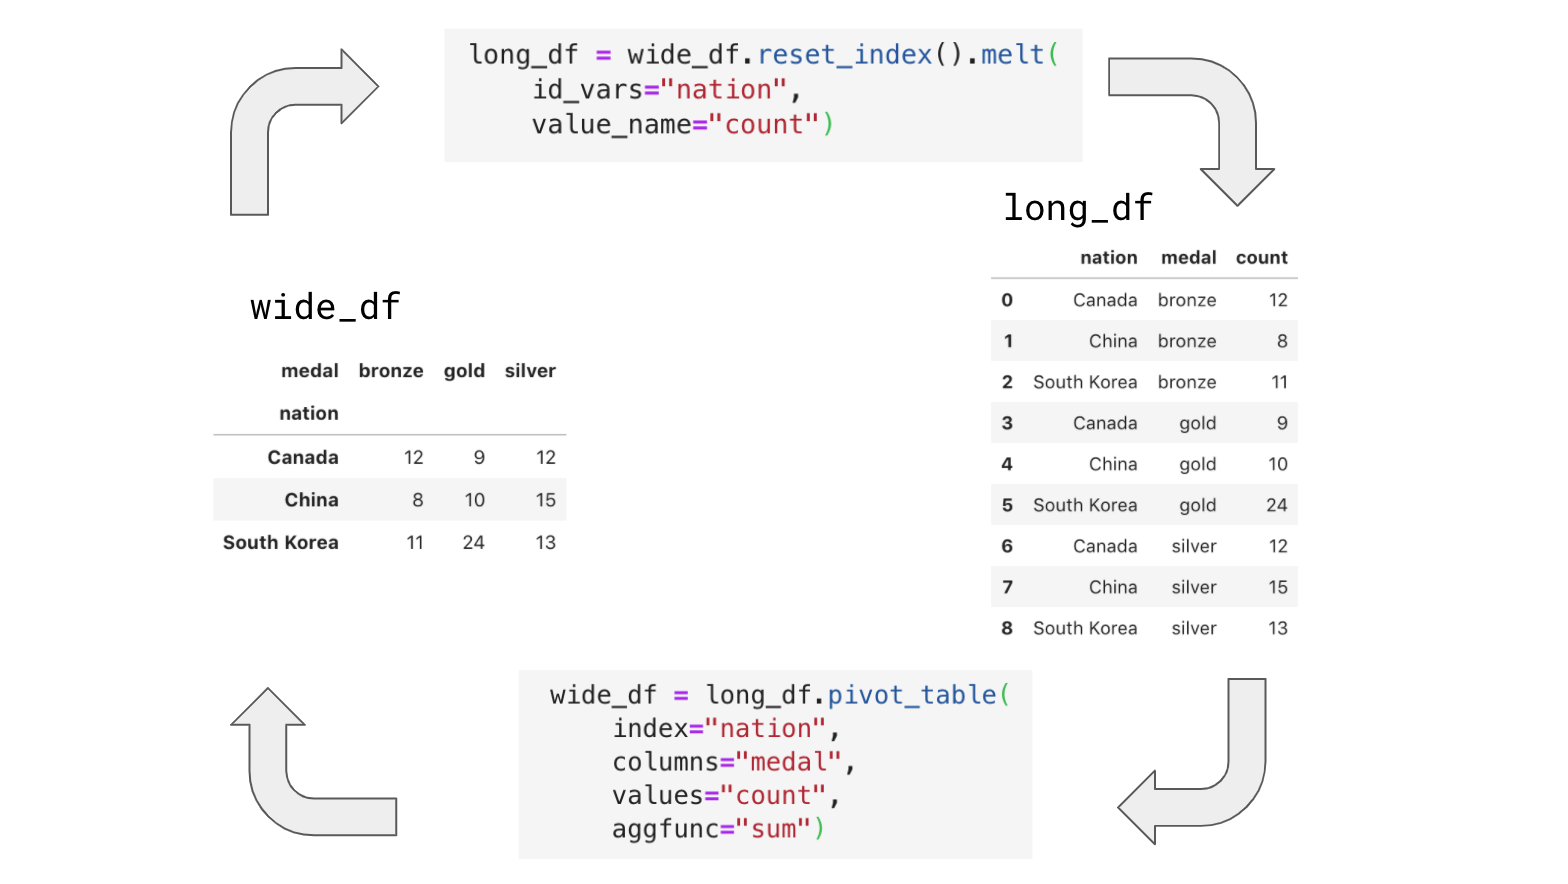 long_df = wide_df.reset_index().melt(
    id_vars="nation",
    value_name="count")
long_df
nation medal count
0 Canada bronze 12
1 China bronze 8
2 South Korea bronze 11
3 Canada gold 9
4 China gold 10
5 South Korea gold 24
6 Canada silver 12
7 China silver 15
8 South Korea silver 13
wide_df
medal bronze gold silver
nation
Canada 12 9 12
China 8 10 15
South Korea 11 24 13
wide_df = long_df.pivot_table(
    index="nation",
    columns="medal",
    values="count",
    aggfunc="sum")